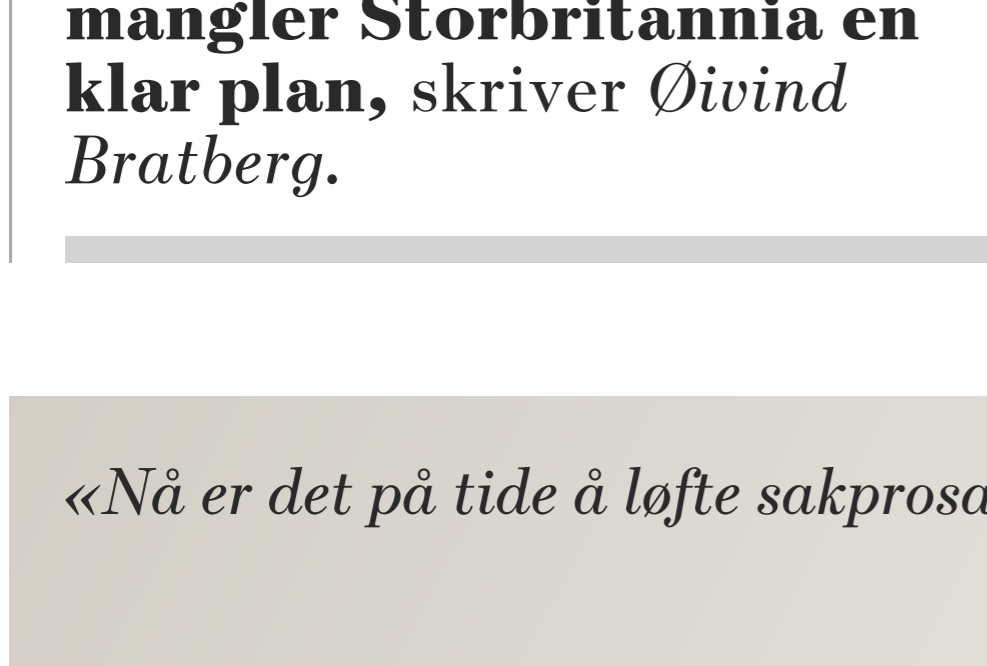 mangler Storbritannia en
klar plan, skriver Øivind
Bratberg.
«Nå er det på tide å løfte sakprosa